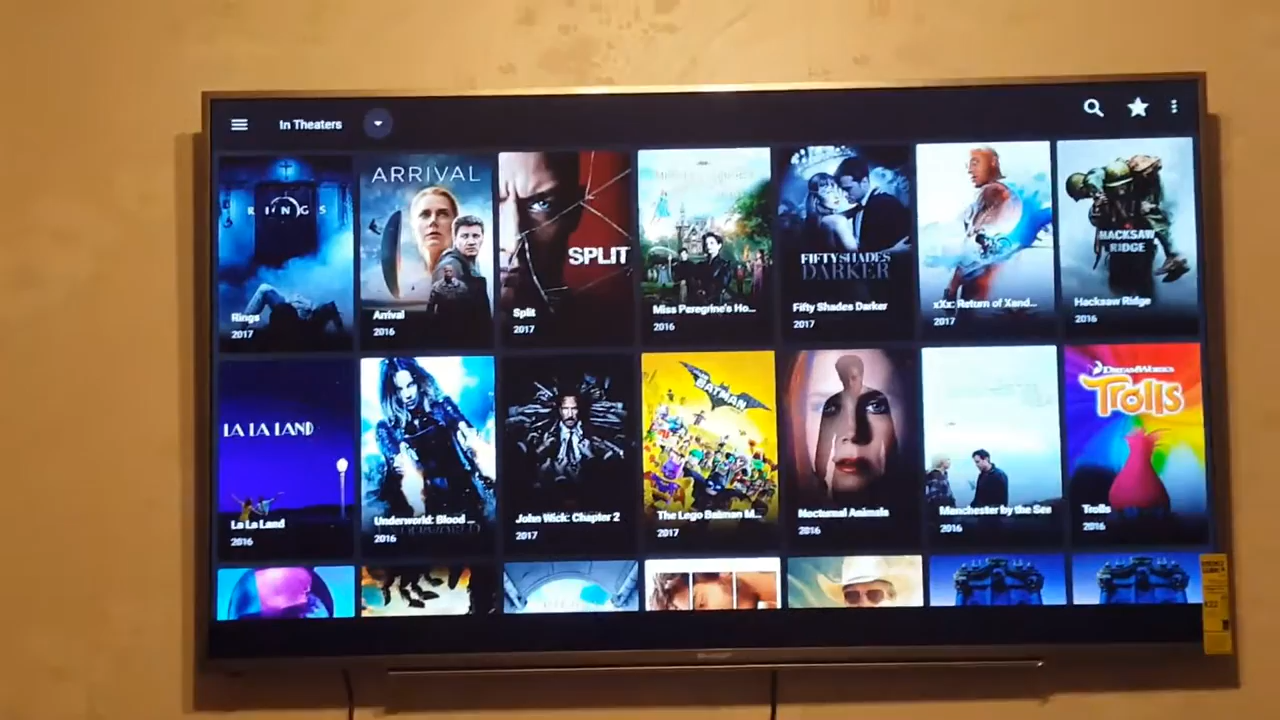 In Theaters
RINGS
Rings
2017
ARRIVAL
Arrival
2016
SPLIT
Split
2017
Miss Peregrine's Ho...
2016
FIFTY SHADES
DARKER
Fifty Shades Darker
2017
xXx: Return of Xand...
2017
HACKSAW
RIDGE
Hacksaw Ridge
2016
LA LA LAND
La La Land
2016
Underworld: Blood ...
2016
John Wick: Chapter 2
2017
BATMAN
The Lego Batman M...
2017
Nocturnal Animals
2016
Manchester by the Sea
2016
DREAMWORKS
Trolls
Trolls
2016
SHARP